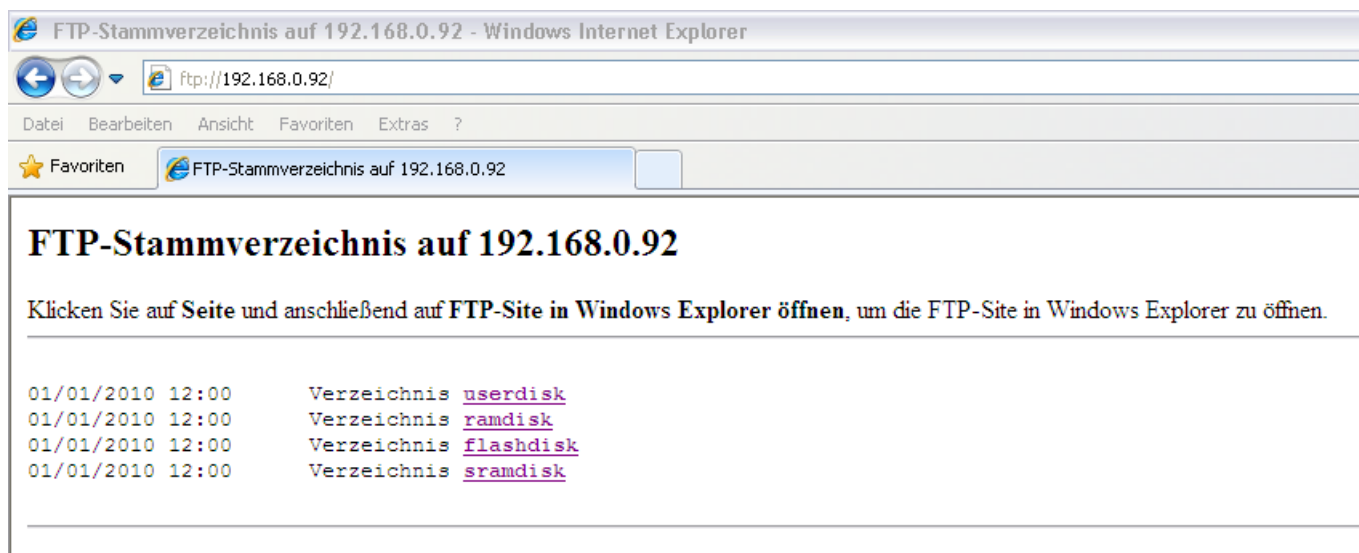 FTP-Stammverzeichnis auf 192.168.0.92 - Windows Internet Explorer
ftp://192.168.0.92/
Datei Bearbeiten Ansicht Favoriten Extras ?
Favoriten FTP-Stammverzeichnis auf 192.168.0.92
FTP-Stammverzeichnis auf 192.168.0.92
Klicken Sie auf Seite und anschließend auf FTP-Site in Windows Explorer öffnen, um die FTP-Site in Windows Explorer zu öffnen.
01/01/2010 12:00 Verzeichnis userdisk
01/01/2010 12:00 Verzeichnis ramdisk
01/01/2010 12:00 Verzeichnis flashdisk
01/01/2010 12:00 Verzeichnis sramdisk